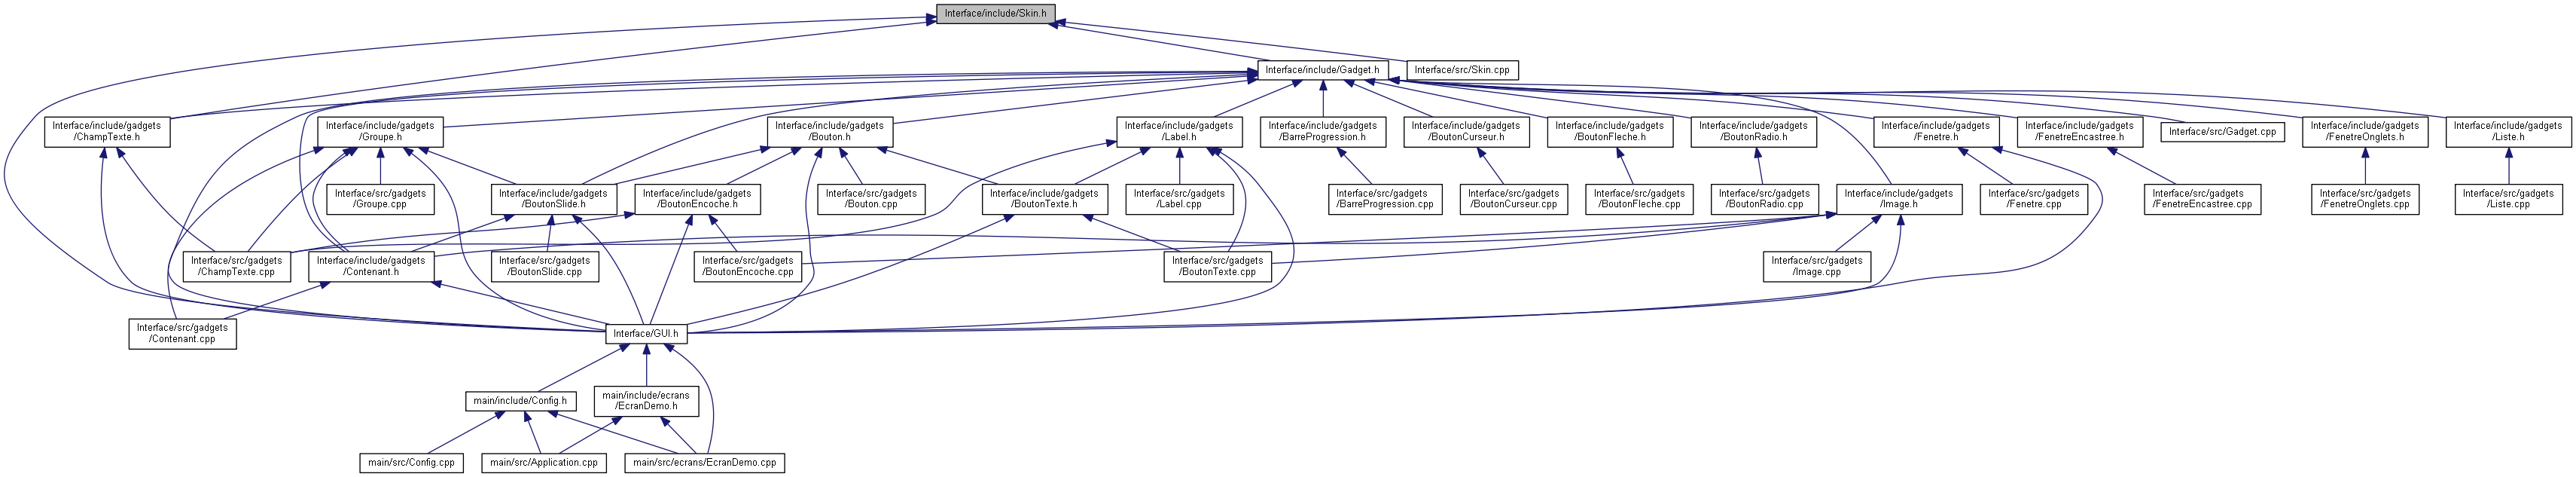 Interface/include/Skin.h
Interface/include/Gadget.h
Interface/src/Skin.cpp
Interface/include/gadgets
/ChampTexte.h
Interface/include/gadgets
/Groupe.h
Interface/include/gadgets
/Bouton.h
Interface/include/gadgets
/Label.h
Interface/include/gadgets
/BarreProgression.h
Interface/include/gadgets
/BoutonCurseur.h
Interface/include/gadgets
/BoutonFleche.h
Interface/include/gadgets
/BoutonRadio.h
Interface/include/gadgets
/Fenetre.h
Interface/include/gadgets
/FenetreEncastree.h
Interface/src/Gadget.cpp
Interface/include/gadgets
/FenetreOnglets.h
Interface/include/gadgets
/Liste.h
Interface/src/gadgets
/Groupe.cpp
Interface/include/gadgets
/BoutonSlide.h
Interface/include/gadgets
/BoutonEncoche.h
Interface/src/gadgets
/Bouton.cpp
Interface/include/gadgets
/BoutonTexte.h
Interface/src/gadgets
/Label.cpp
Interface/src/gadgets
/BarreProgression.cpp
Interface/src/gadgets
/BoutonCurseur.cpp
Interface/src/gadgets
/BoutonFleche.cpp
Interface/src/gadgets
/BoutonRadio.cpp
Interface/include/gadgets
/Image.h
Interface/src/gadgets
/Fenetre.cpp
Interface/src/gadgets
/FenetreEncastree.cpp
Interface/src/gadgets
/FenetreOnglets.cpp
Interface/src/gadgets
/Liste.cpp
Interface/src/gadgets
/ChampTexte.cpp
Interface/include/gadgets
/Contenant.h
Interface/src/gadgets
/BoutonSlide.cpp
Interface/src/gadgets
/BoutonEncoche.cpp
Interface/src/gadgets
/BoutonTexte.cpp
Interface/src/gadgets
/Image.cpp
Interface/src/gadgets
/Contenant.cpp
Interface/GUI.h
main/include/Config.h
main/include/ecrans
/EcranDemo.h
main/src/Config.cpp
main/src/Application.cpp
main/src/ecrans/EcranDemo.cpp